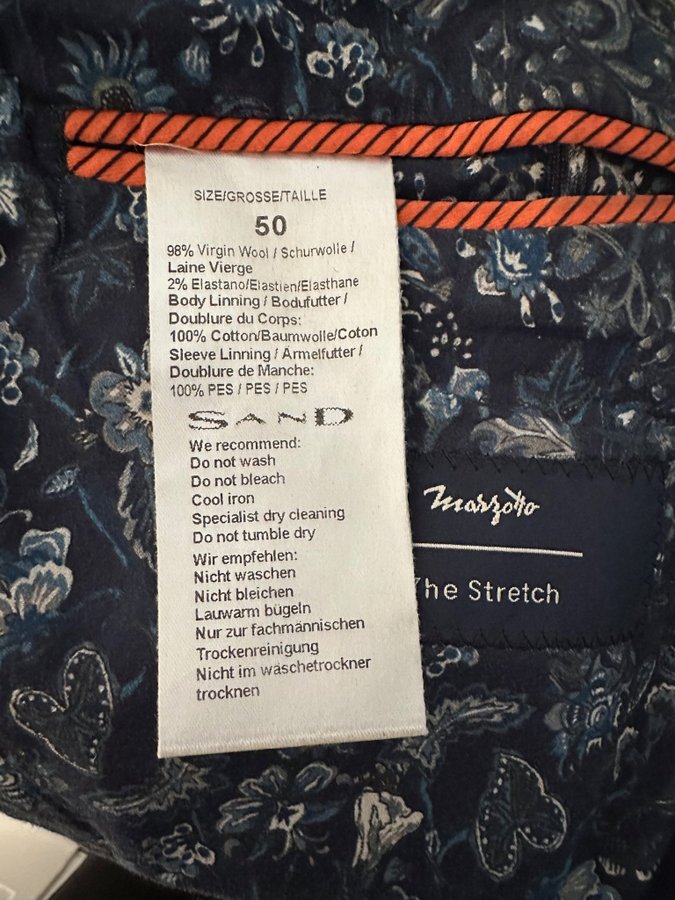 SIZE/GROSSE/TAILLE
50
98% Virgin Wool / Schurwolle /
Laine Vierge
2% Elastano/Elastien/Elasthane
Body Linning / Bodufutter /
Doublure du Corps:
100% Cotton/Baumwolle/Coton
Sleeve Linning / Armelfutter /
Doublure de Manche:
100% PES / PES / PES
SAND
We recommend:
Do not wash
Do not bleach
Cool iron
Specialist dry cleaning
Do not tumble dry
Wir empfehlen:
Nicht waschen
Nicht bleichen
Lauwarm bügeln
Nur zur fachmännischen
Trockenreinigung
Nicht im wäschetrockner
trocknen
Marzotto
The Stretch